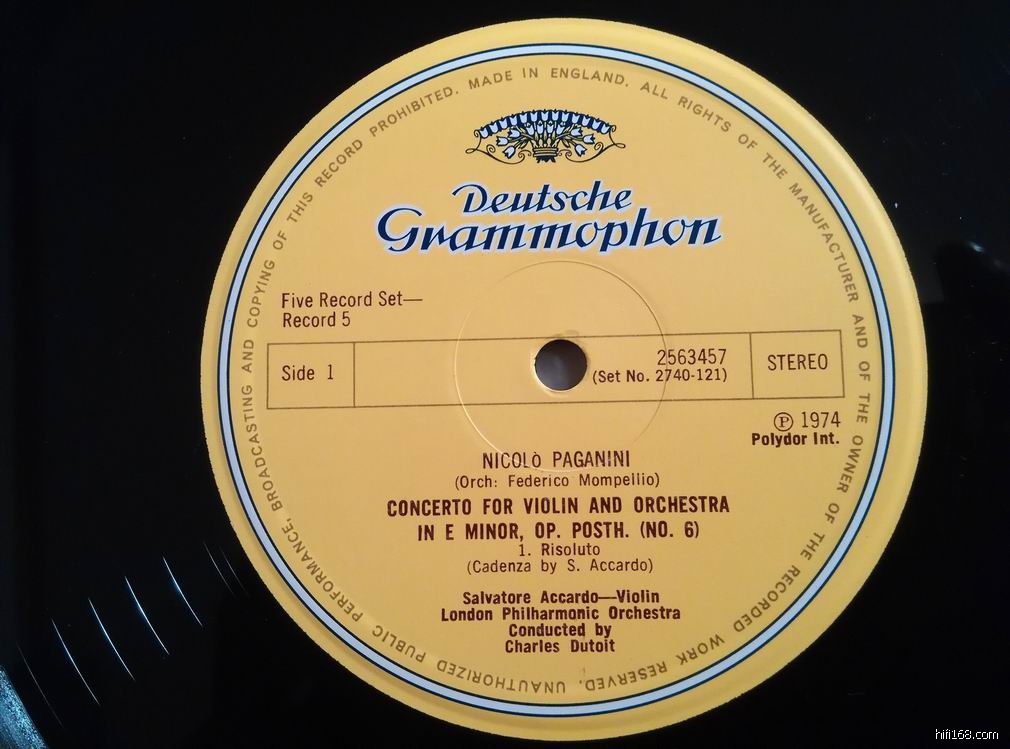 MADE IN ENGLAND. ALL RIGHTS OF THE MANUFACTURER AND OF THE OWNER OF THE RECORDED WORK RESERVED. UNAUTHORIZED PUBLIC PERFORMANCE, BROADCASTING AND COPYING OF THIS RECORD PROHIBITED.
Deutsche
Grammophon
Five Record Set—
Record 5
Side 1
2563457
(Set No. 2740-121)
STEREO
℗ 1974
Polydor Int.
NICOLò PAGANINI
(Orch: Federico Mompellio)
CONCERTO FOR VIOLIN AND ORCHESTRA
IN E MINOR, OP. POSTH. (NO. 6)
1. Risoluto
(Cadenza by S. Accardo)
Salvatore Accardo—Violin
London Philharmonic Orchestra
Conducted by
Charles Dutoit
hifi168.com